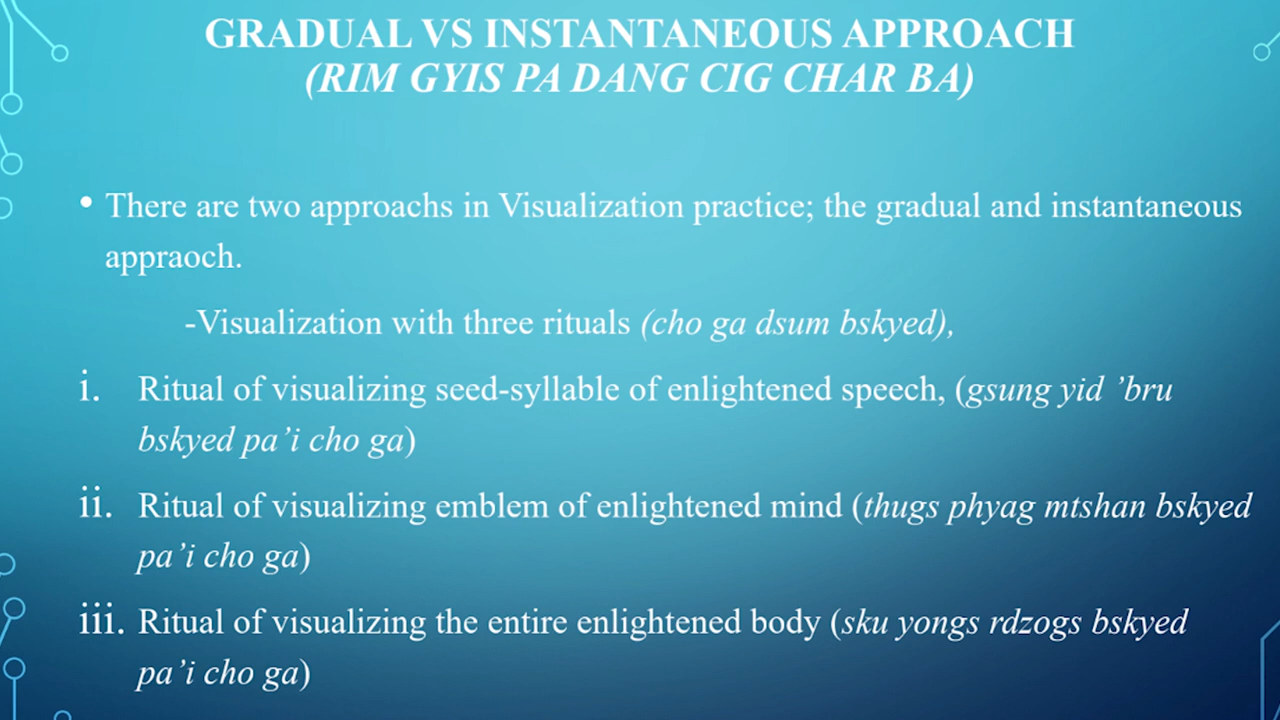 GRADUAL VS INSTANTANEOUS APPROACH
(RIM GYIS PA DANG CIG CHAR BA)
• There are two approachs in Visualization practice; the gradual and instantaneous
appraoch.
-Visualization with three rituals (cho ga dsum bskyed),
i. Ritual of visualizing seed-syllable of enlightened speech, (gsung yid ’bru
bskyed pa’i cho ga)
ii. Ritual of visualizing emblem of enlightened mind (thugs phyag mtshan bskyed
pa’i cho ga)
iii. Ritual of visualizing the entire enlightened body (sku yongs rdzogs bskyed
pa’i cho ga)